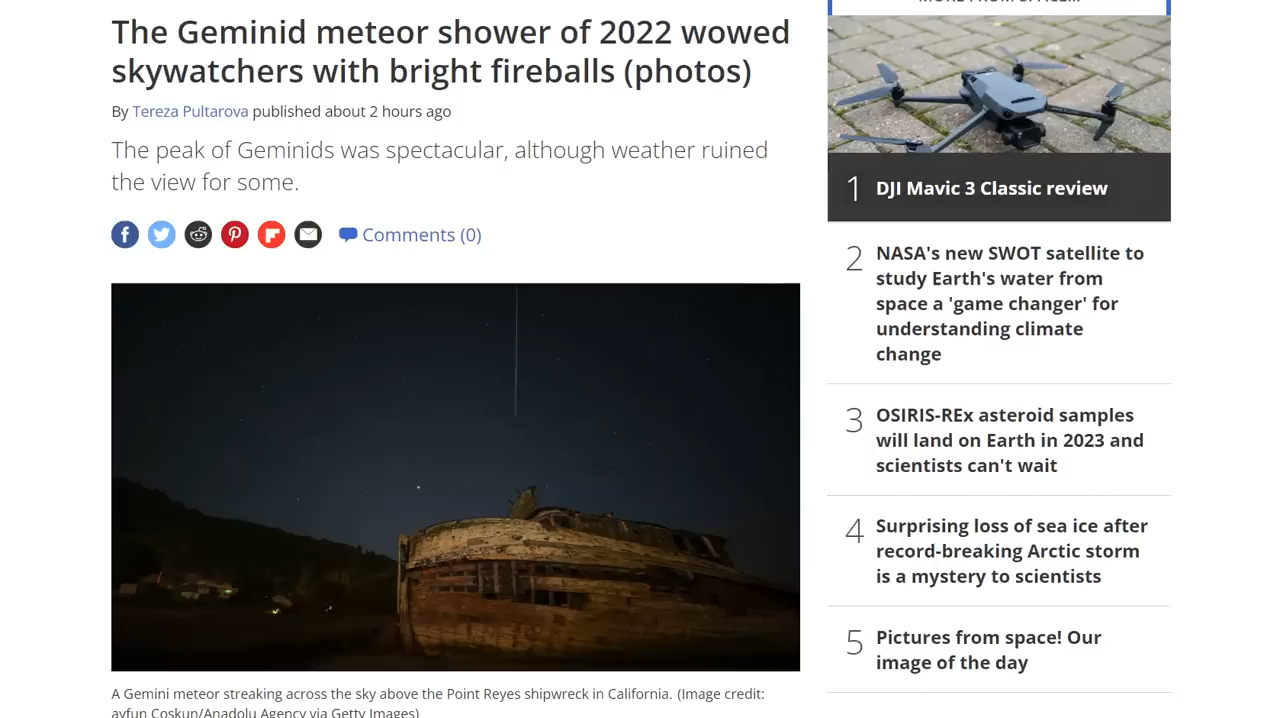 The Geminid meteor shower of 2022 wowed
skywatchers with bright fireballs (photos)
By Tereza Pultarova published about 2 hours ago
The peak of Geminids was spectacular, although weather ruined
the view for some.
Comments (0)
A Gemini meteor streaking across the sky above the Point Reyes shipwreck in California. (Image credit:
ayfun Coskun/Anadolu Agency via Getty Images)
MORE FROM SPACE...
1 DJI Mavic 3 Classic review
2 NASA's new SWOT satellite to
study Earth's water from
space a 'game changer' for
understanding climate
change
3 OSIRIS-REx asteroid samples
will land on Earth in 2023 and
scientists can't wait
4 Surprising loss of sea ice after
record-breaking Arctic storm
is a mystery to scientists
5 Pictures from space! Our
image of the day